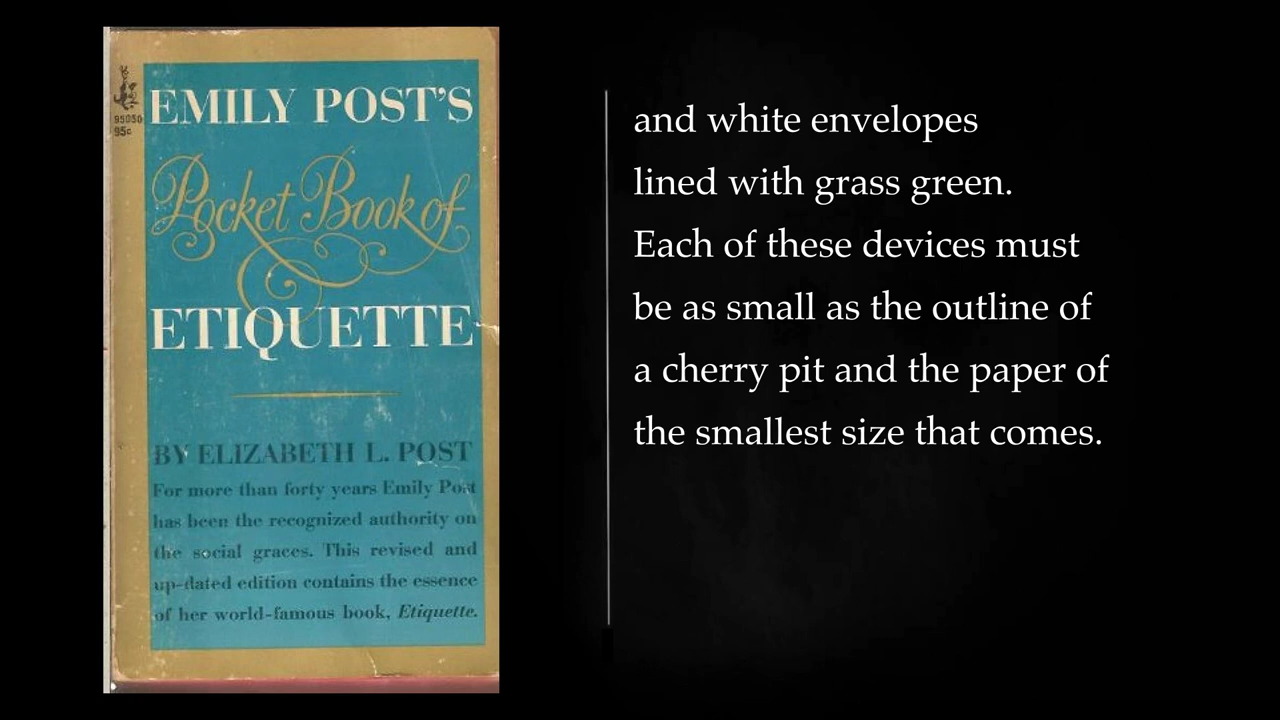 95050
95c
EMILY POST'S
Pocket Book of
ETIQUETTE
BY ELIZABETH L. POST
For more than forty years Emily Post
has been the recognized authority on
the social graces. This revised and
up-dated edition contains the essence
of her world-famous book, Etiquette.
and white envelopes
lined with grass green.
Each of these devices must
be as small as the outline of
a cherry pit and the paper of
the smallest size that comes.